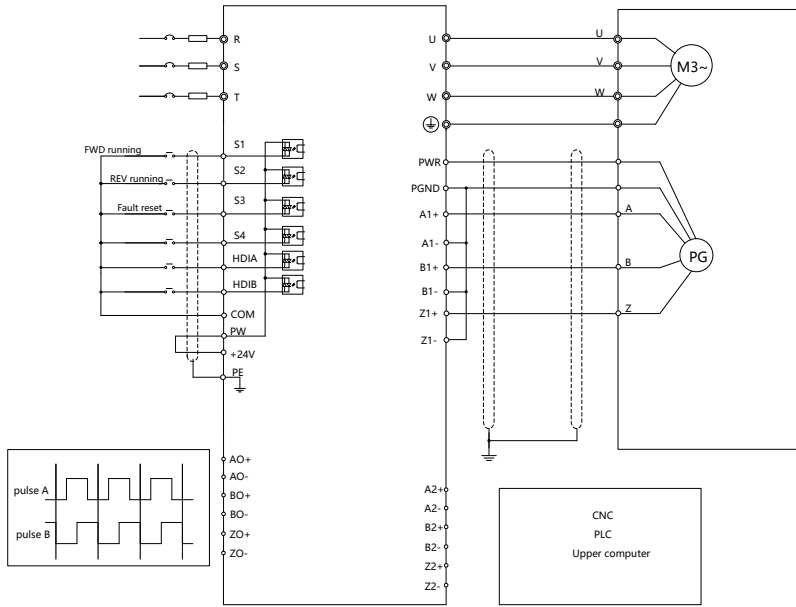 R
S
T
FWD running
S1
REV running
S2
Fault reset
S3
S4
HDIA
HDIB
COM
PW
+24V
PE
AO+
AO-
BO+
BO-
ZO+
ZO-
pulse A
pulse B
U
V
W
PWR
PGND
A1+
A1-
B1+
B1-
Z1+
Z1-
A2+
A2-
B2+
B2-
Z2+
Z2-
U
V
W
M3~
A
B
Z
PG
CNC
PLC
Upper computer